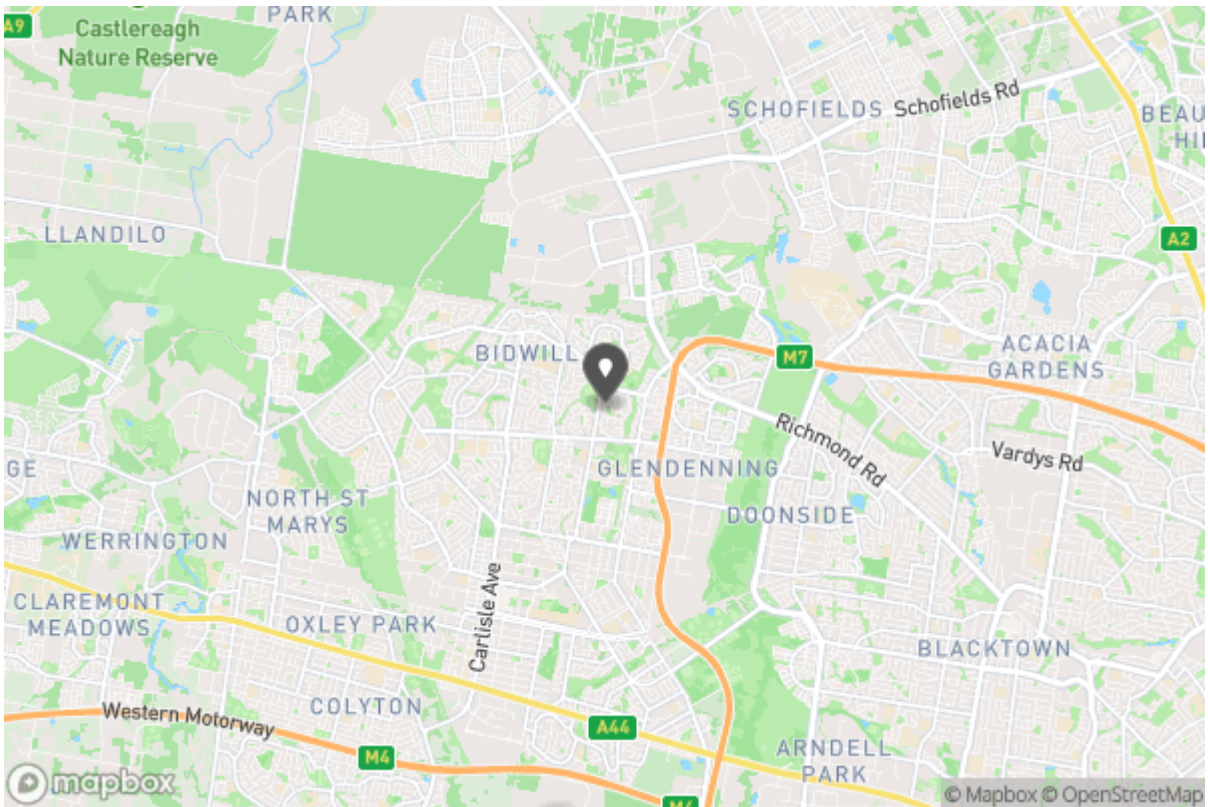 PARK
A9
Castlereagh
Nature Reserve
SCHOFIELDS
Schofields Rd
BEAU
HIL
LLANDILO
A2
BIDWILL
M7
ACACIA
GARDENS
Richmond Rd
Vardys Rd
GE
GLENDENNING
NORTH ST
MARYS
DOONSIDE
WERRINGTON
CLAREMONT
MEADOWS
OXLEY PARK
Carlisle Ave
BLACKTOWN
COLYTON
Western Motorway
A44
M4
ARNDELL
PARK
mapbox
M4
© Mapbox © OpenStreetMap